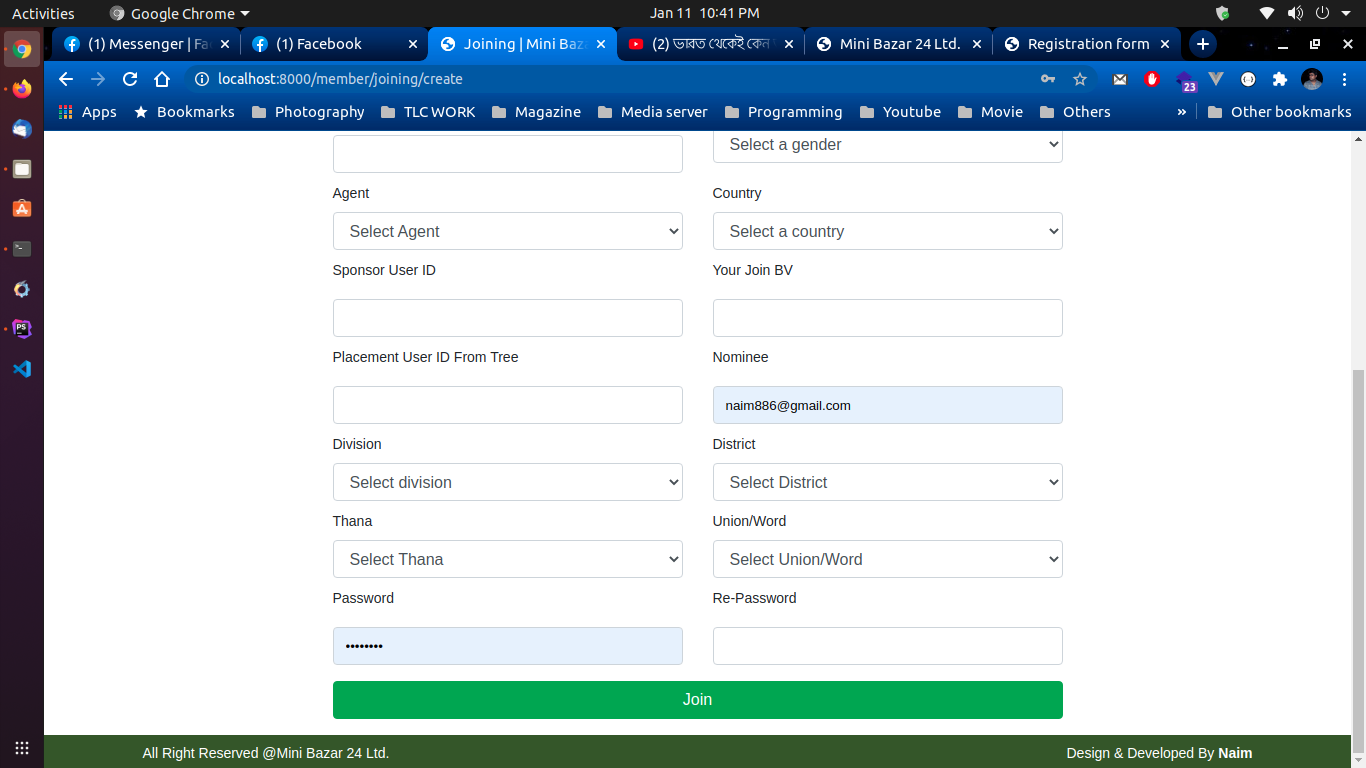 Activities
Google Chrome
Jan 11 10:41 PM
(1) Messenger | Fa
(1) Facebook
Joining | Mini Baz
(2) ভারত থেকেই কেন
Mini Bazar 24 Ltd.
Registration form
localhost:8000/member/joining/create
23
Apps
Bookmarks
Photography
TLC WORK
Magazine
Media server
Programming
Youtube
Movie
Others
»
Other bookmarks
Select a gender
Agent
Country
Select Agent
Select a country
Sponsor User ID
Your Join BV
Placement User ID From Tree
Nominee
naim886@gmail.com
Division
District
Select division
Select District
Thana
Union/Word
Select Thana
Select Union/Word
Password
Re-Password
••••••••
Join
All Right Reserved @Mini Bazar 24 Ltd.
Design & Developed By Naim
PS